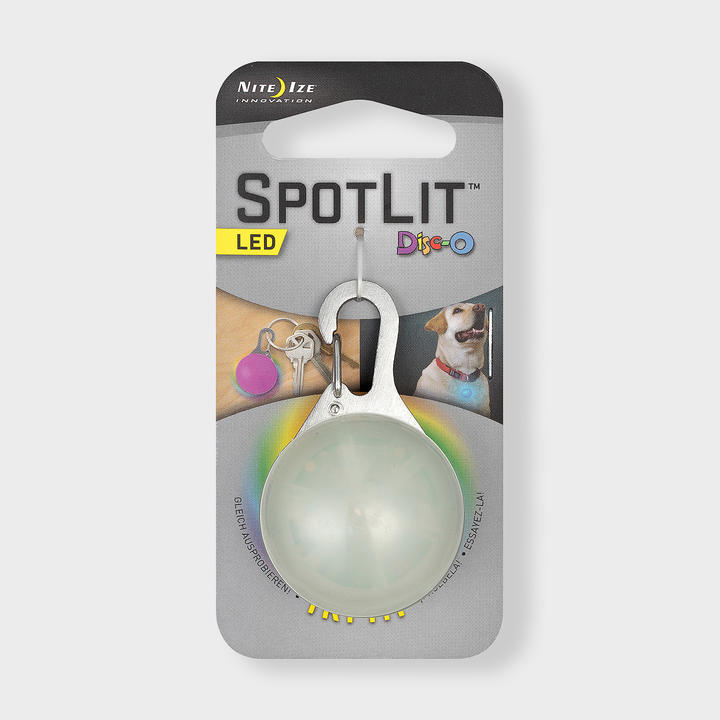 NITE IZE
INNOVATION
SPOTLIT™
LED
Disc-O
GLEICH AUSPROBIEREN! •
• ESSAYEZ-LA!